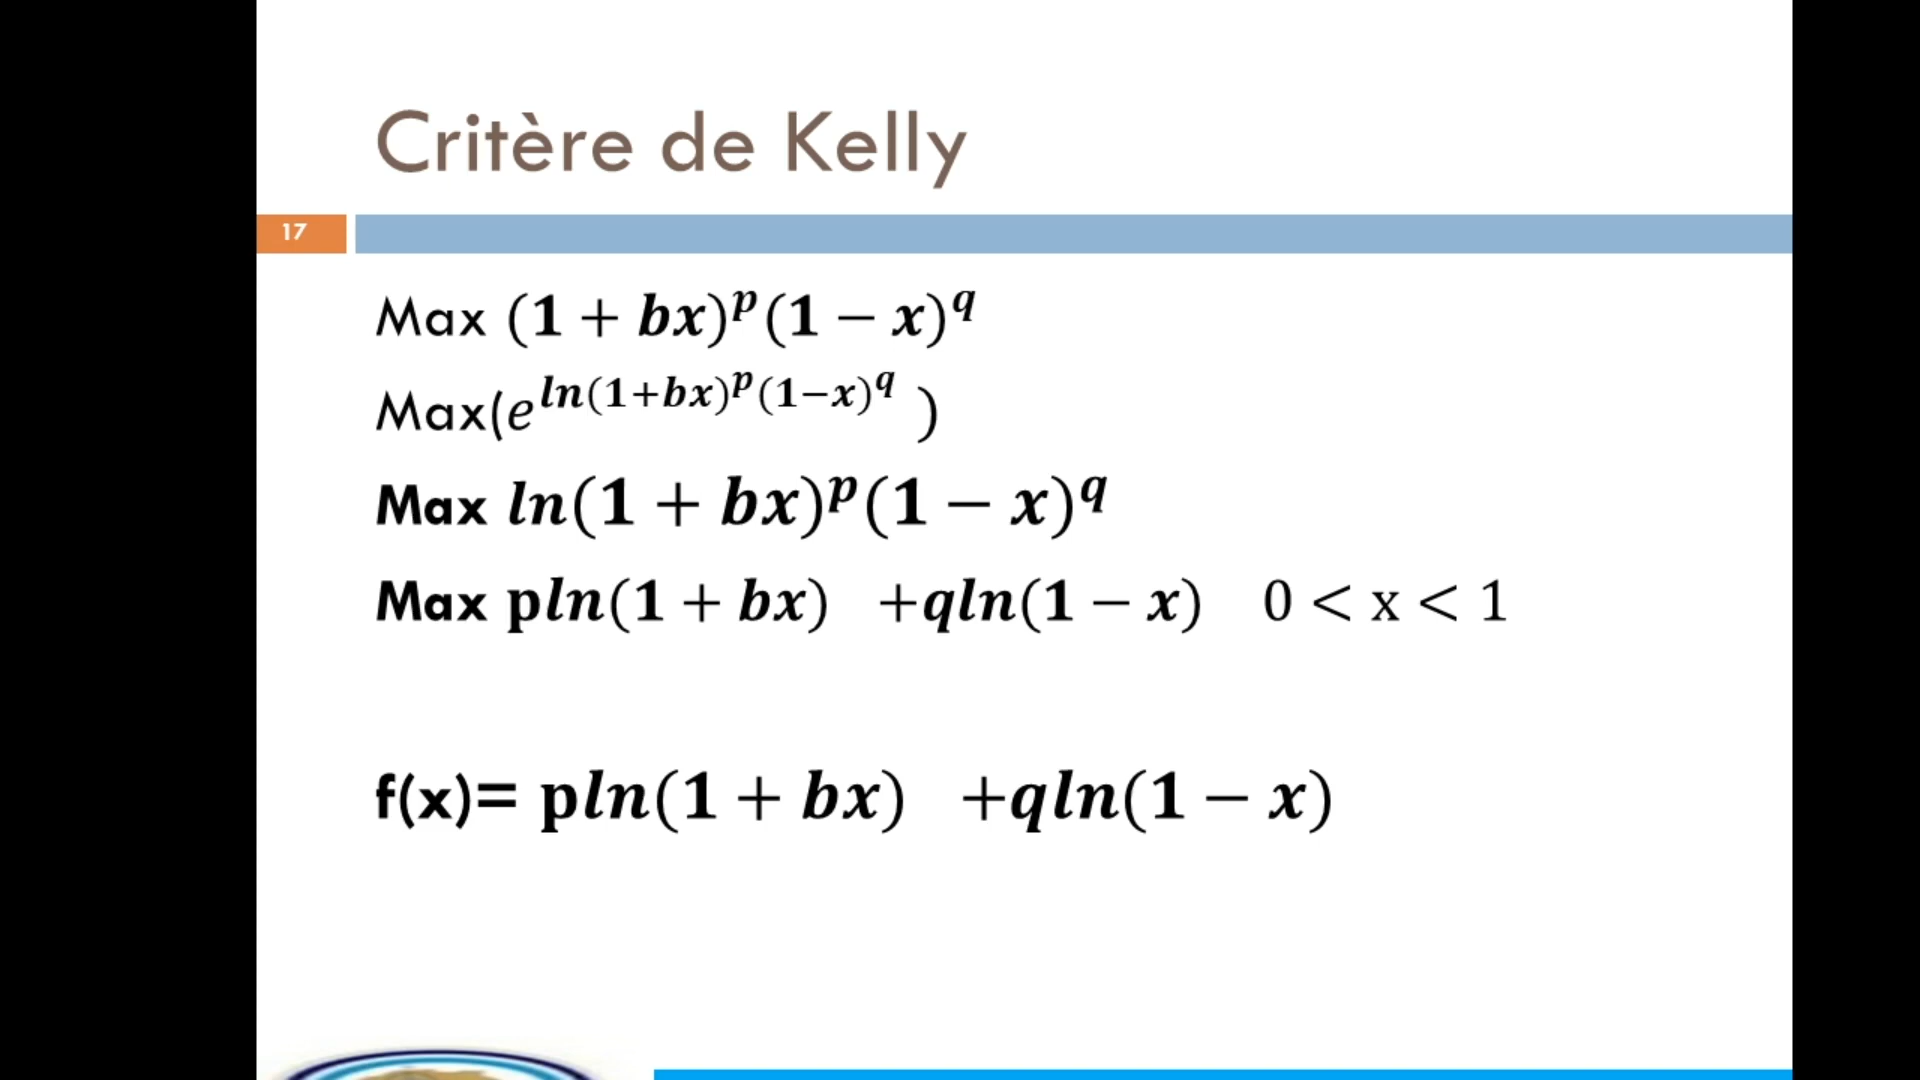 Critère de Kelly
17
Max (1 + bx)^p(1 − x)^q
Max(e^{ln(1+bx)^p(1−x)^q} )
Max ln(1 + bx)^p(1 − x)^q
Max pln(1 + bx) +qln(1 − x) 0 < x < 1
f(x)= pln(1 + bx) +qln(1 − x)